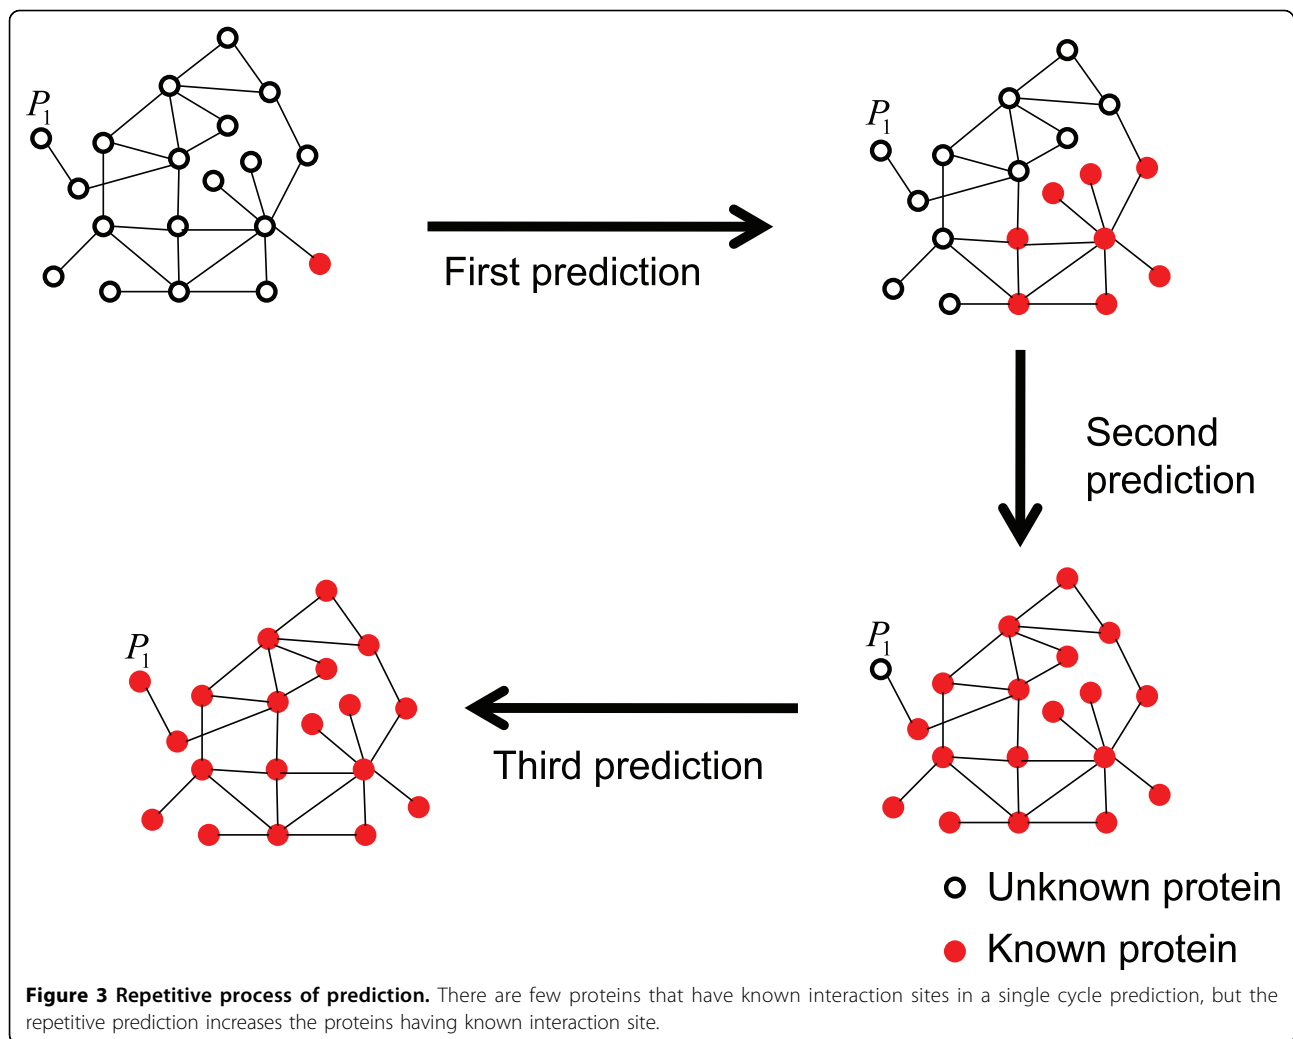 P1
P1
First prediction
Second
prediction
P1
P1
Third prediction
Unknown protein
Known protein
Figure 3 Repetitive process of prediction. There are few proteins that have known interaction sites in a single cycle prediction, but the
repetitive prediction increases the proteins having known interaction site.